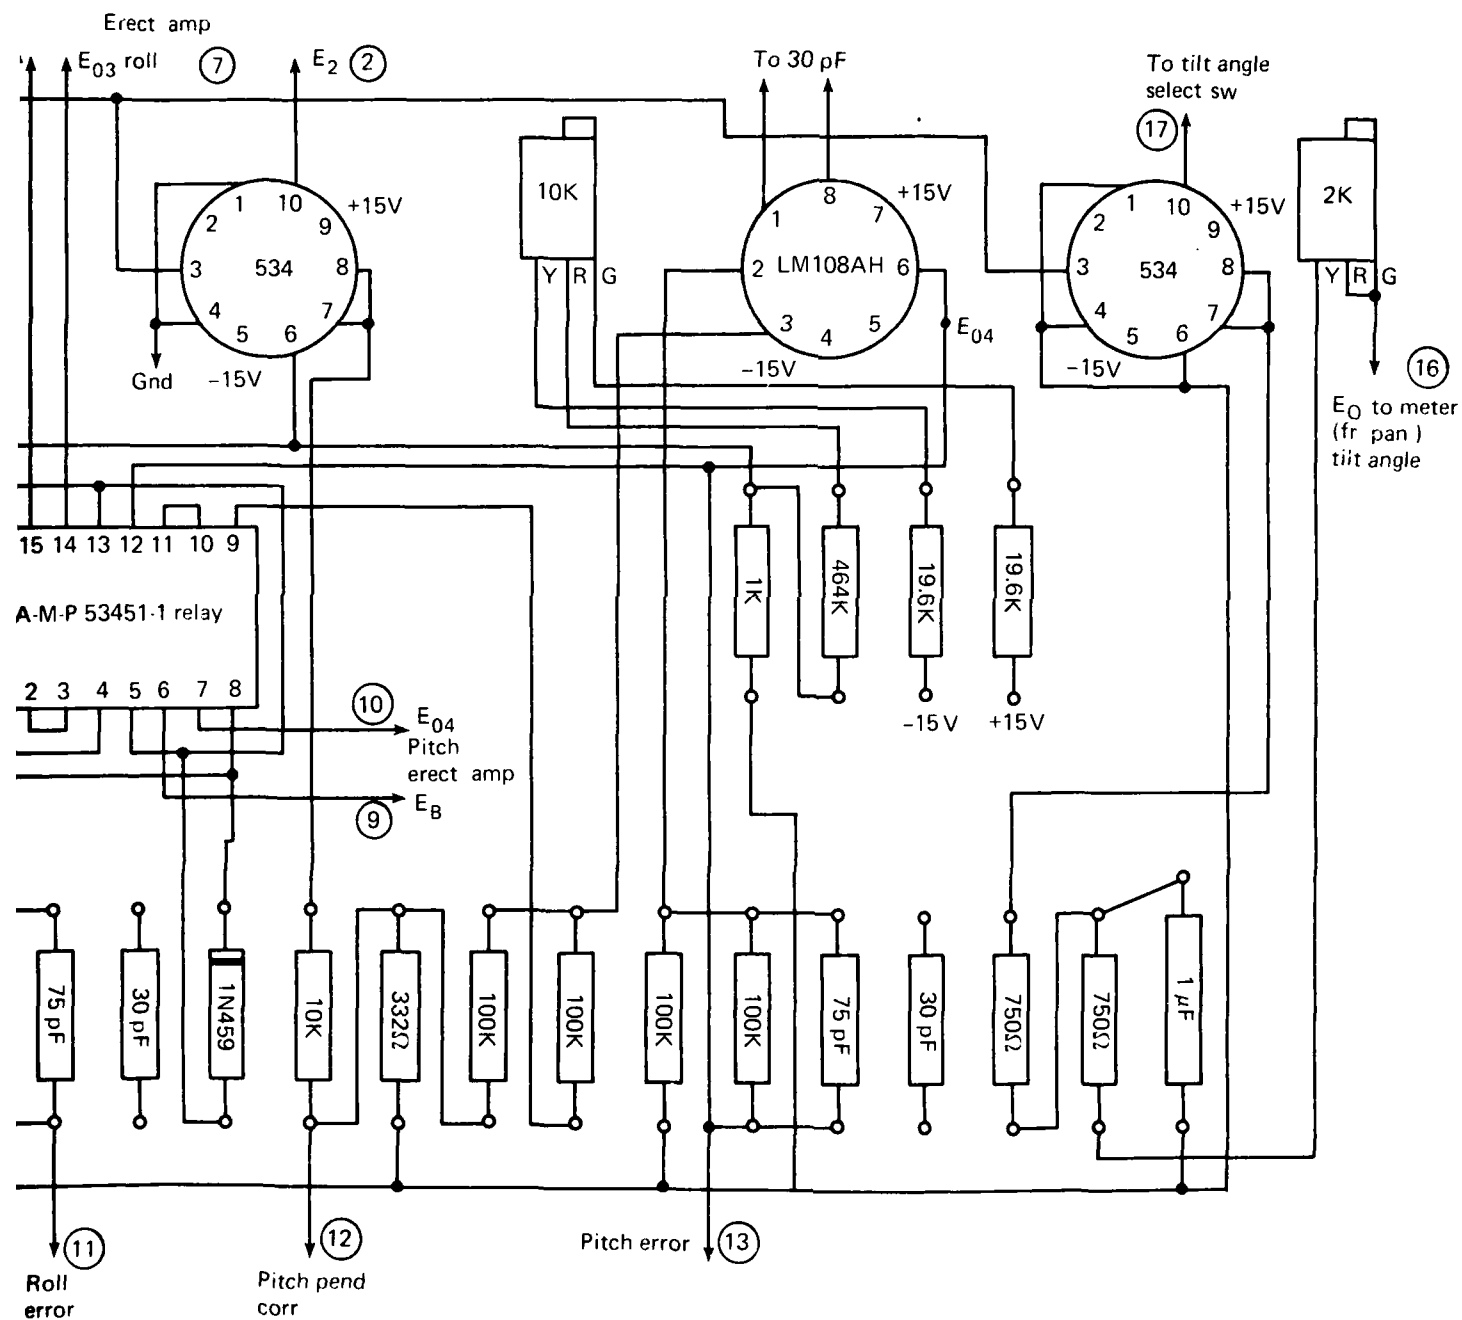 Erect amp
E03 roll 7
E2 2
To 30 pF
To tilt angle
select sw
17
10K
Y R G
2K
Y R G
1 2 3 4 5 6 7 8 9 10
534
+15V
-15V
Gnd
1 2 3 4 5 6 7 8
LM108AH
+15V
-15V
E04
1 2 3 4 5 6 7 8 9 10
534
+15V
-15V
16
EO to meter
(fr pan)
tilt angle
15 14 13 12 11 10 9
A-M-P 53451-1 relay
2 3 4 5 6 7 8
1K
464K
19.6K
19.6K
-15V
+15V
10
E04
Pitch
erect amp
EB
9
75 pF
30 pF
1N459
10K
332Ω
100K
100K
100K
100K
75 pF
30 pF
750Ω
750Ω
1 μF
11
Roll
error
12
Pitch pend
corr
Pitch error 13